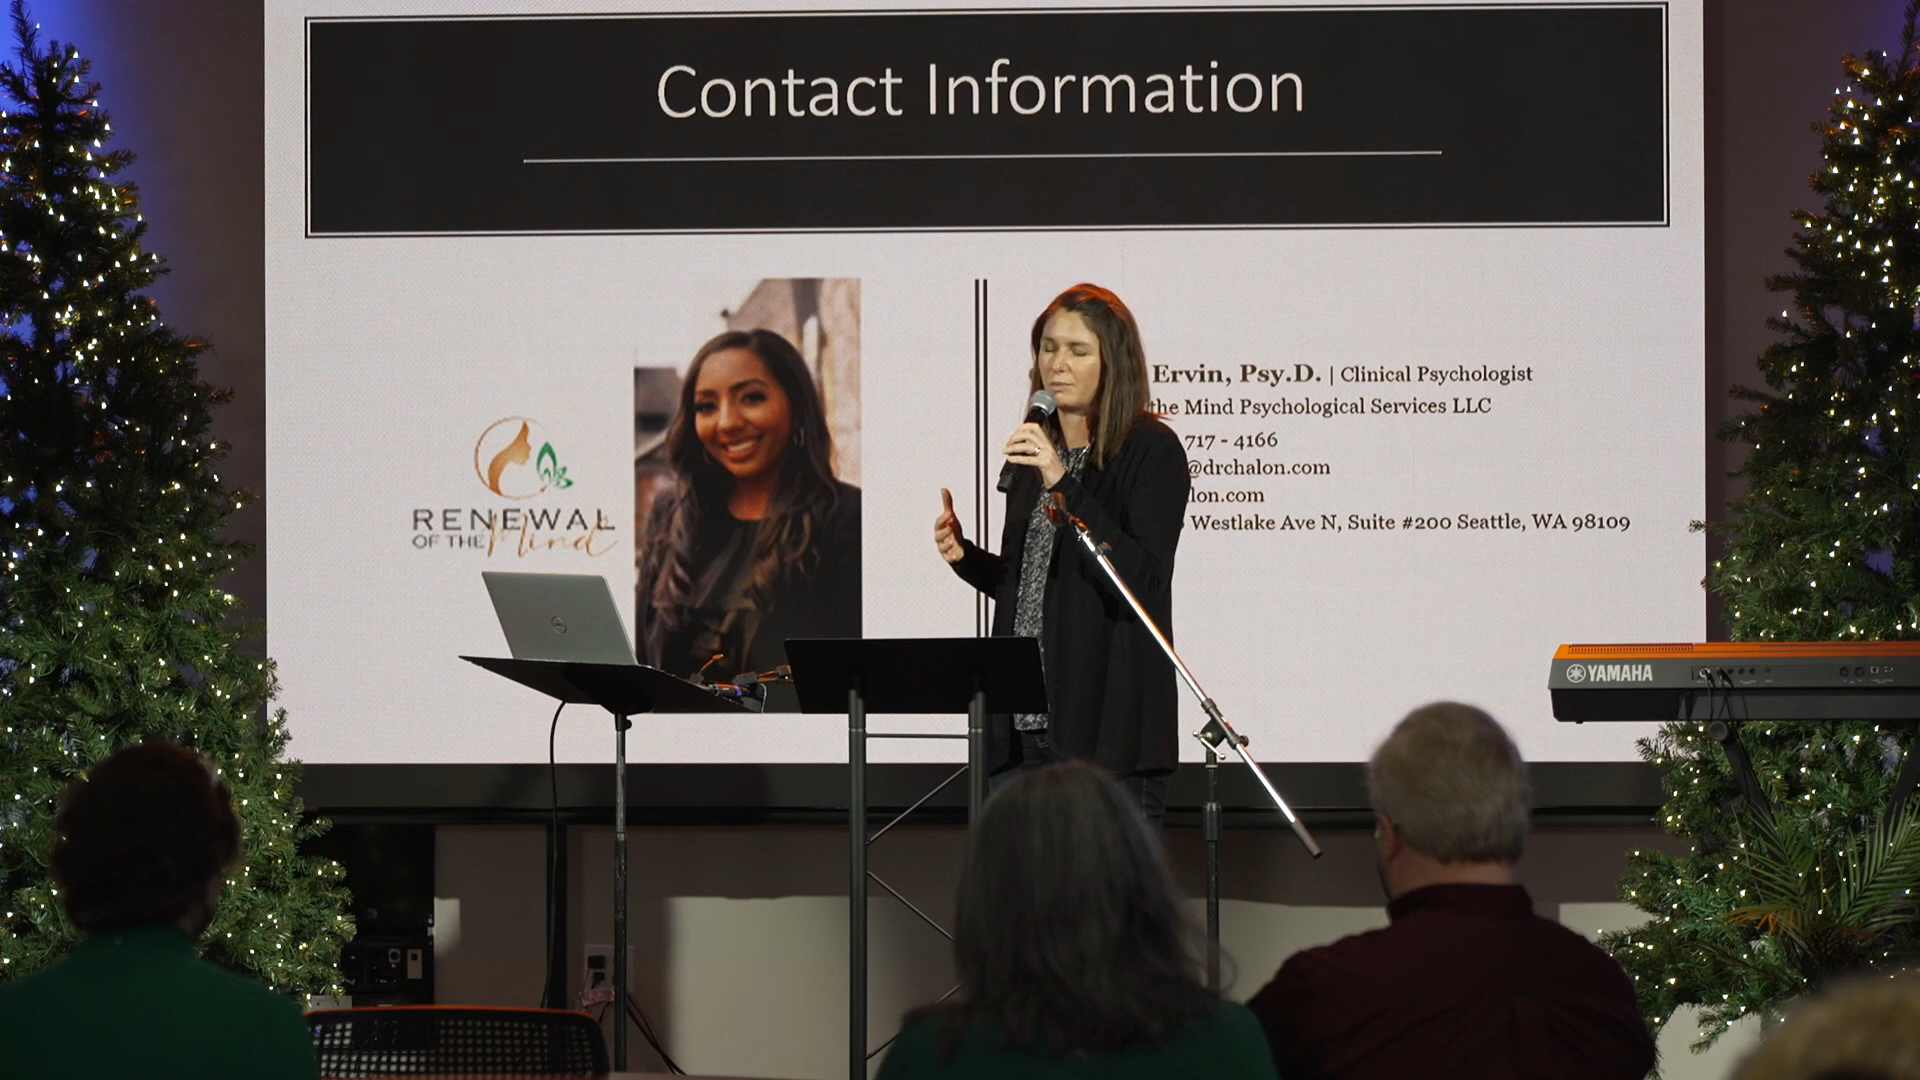 Contact Information
RENEWAL
OF THE Mind
Ervin, Psy.D. | Clinical Psychologist
the Mind Psychological Services LLC
717 - 4166
@drchalon.com
lon.com
Westlake Ave N, Suite #200 Seattle, WA 98109
YAMAHA